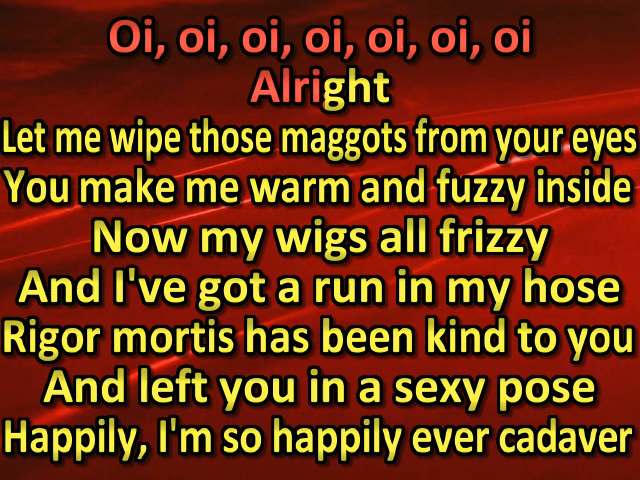 Oi, oi, oi, oi, oi, oi, oi
Alright
Let me wipe those maggots from your eyes
You make me warm and fuzzy inside
Now my wigs all frizzy
And I've got a run in my hose
Rigor mortis has been kind to you
And left you in a sexy pose
Happily, I'm so happily ever cadaver